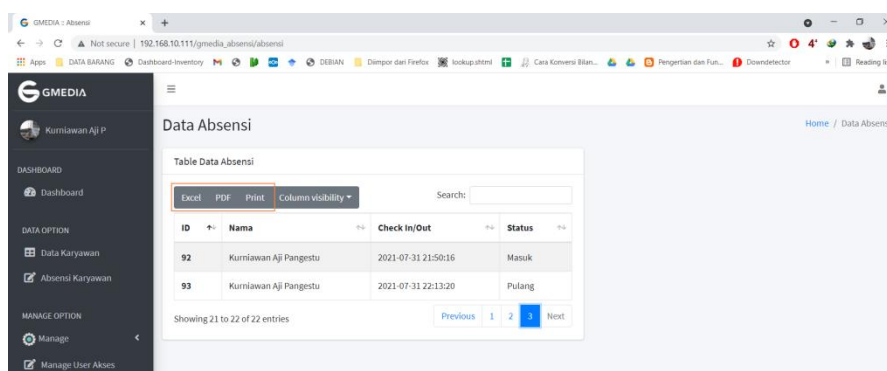 GMEDIA :: Absensi
Not secure | 192.168.10.111/gmedia_absensi/absensi
Apps DATA BARANG Dashboard-Inventory DEBIAN Diimpor dari Firefox lookup.shtml Cara Konversi Bilan... Pengertian dan Fun... Downdetector » Reading li
GMEDIA
Kurniawan Aji P
Data Absensi
Home / Data Absens
DASHBOARD
Dashboard
DATA OPTION
Data Karyawan
Absensi Karyawan
MANAGE OPTION
Manage
Manage User Akses
Table Data Absensi
Excel PDF Print Column visibility
Search:
ID Nama Check In/Out Status
92 Kurniawan Aji Pangestu 2021-07-31 21:50:16 Masuk
93 Kurniawan Aji Pangestu 2021-07-31 22:13:20 Pulang
Showing 21 to 22 of 22 entries
Previous 1 2 3 Next